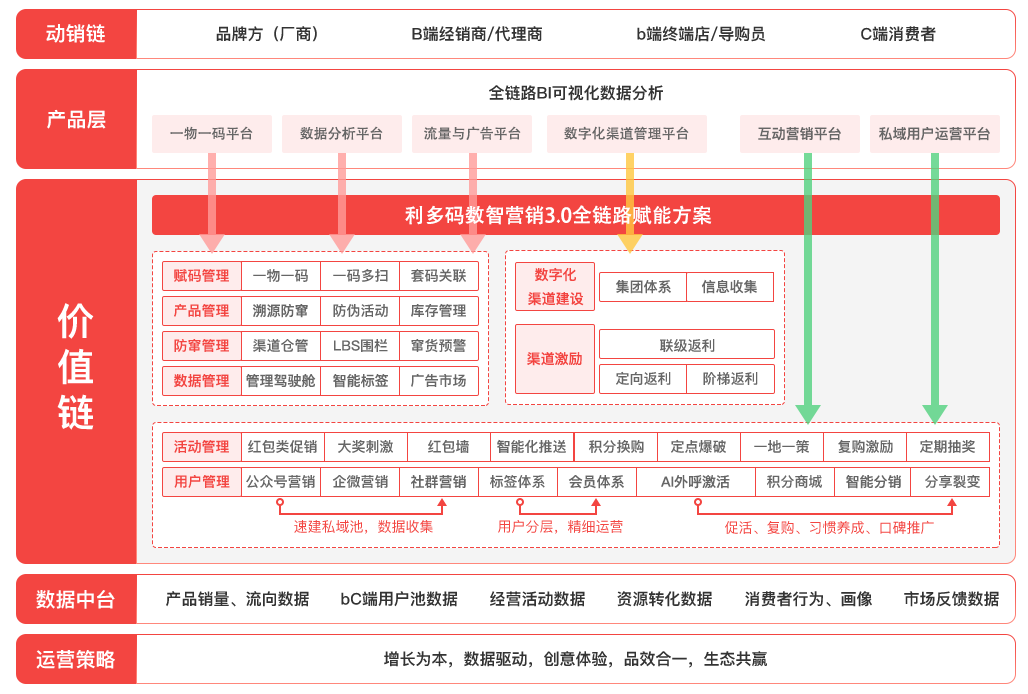 动销链
品牌方（厂商）
B端经销商/代理商
b端终端店/导购员
C端消费者
产品层
全链路BI可视化数据分析
一物一码平台
数据分析平台
流量与广告平台
数字化渠道管理平台
互动营销平台
私域用户运营平台
价值链
利多码数智营销3.0全链路赋能方案
赋码管理
一物一码
一码多扫
套码关联
产品管理
溯源防窜
防伪活动
库存管理
防窜管理
渠道仓管
LBS围栏
窜货预警
数据管理
管理驾驶舱
智能标签
广告市场
数字化
渠道建设
集团体系
信息收集
渠道激励
联级返利
定向返利
阶梯返利
活动管理
红包类促销
大奖刺激
红包墙
智能化推送
积分换购
定点爆破
一地一策
复购激励
定期抽奖
用户管理
公众号营销
企微营销
社群营销
标签体系
会员体系
AI外呼激活
积分商城
智能分销
分享裂变
速建私域池，数据收集
用户分层，精细运营
促活、复购、习惯养成、口碑推广
数据中台
产品销量、流向数据
bC端用户池数据
经营活动数据
资源转化数据
消费者行为、画像
市场反馈数据
运营策略
增长为本，数据驱动，创意体验，品效合一，生态共赢